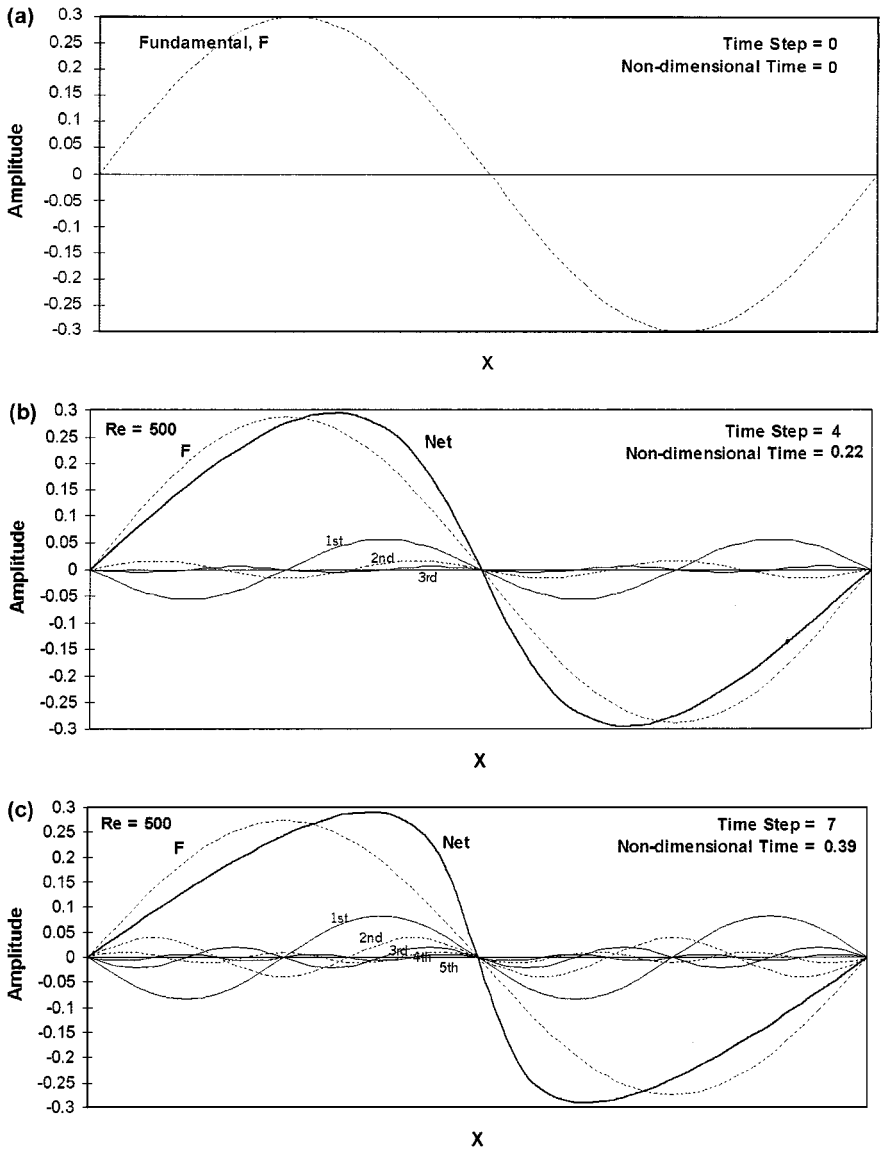 (a)
0.3
0.25
0.2
0.15
0.1
0.05
0
-0.05
-0.1
-0.15
-0.2
-0.25
-0.3
Amplitude
Fundamental, F
Time Step = 0
Non-dimensional Time = 0
X
(b)
0.3
0.25
0.2
0.15
0.1
0.05
0
-0.05
-0.1
-0.15
-0.2
-0.25
-0.3
Amplitude
Re = 500
F
Net
Time Step = 4
Non-dimensional Time = 0.22
1st
2nd
3rd
X
(c)
0.3
0.25
0.2
0.15
0.1
0.05
0
-0.05
-0.1
-0.15
-0.2
-0.25
-0.3
Amplitude
Re = 500
F
Net
Time Step = 7
Non-dimensional Time = 0.39
1st
2nd
3rd
4th
5th
X